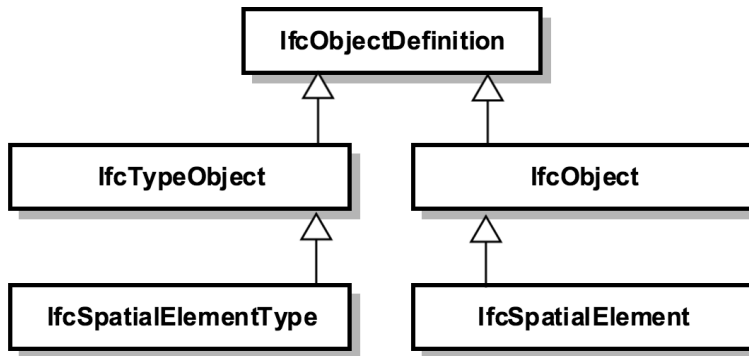 IfcObjectDefinition
IfcTypeObject
IfcObject
IfcSpatialElementType
IfcSpatialElement